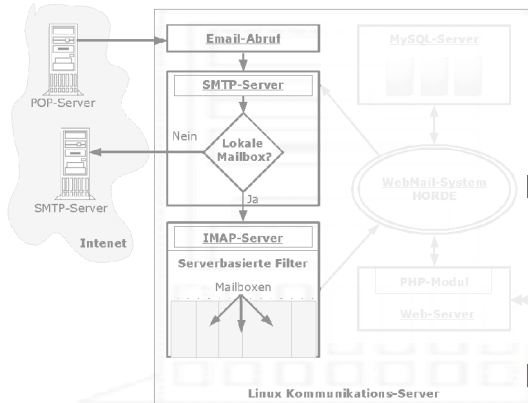 Email-Abruf
MySQL-Server
SMTP-Server
POP-Server
Nein
Lokale
Mailbox?
SMTP-Server
Ja
WebMail-System
HORDE
Intenet
IMAP-Server
Serverbasierte Filter
Mailboxen
PHP-Modul
Web-Server
Linux Kommunikations-Server